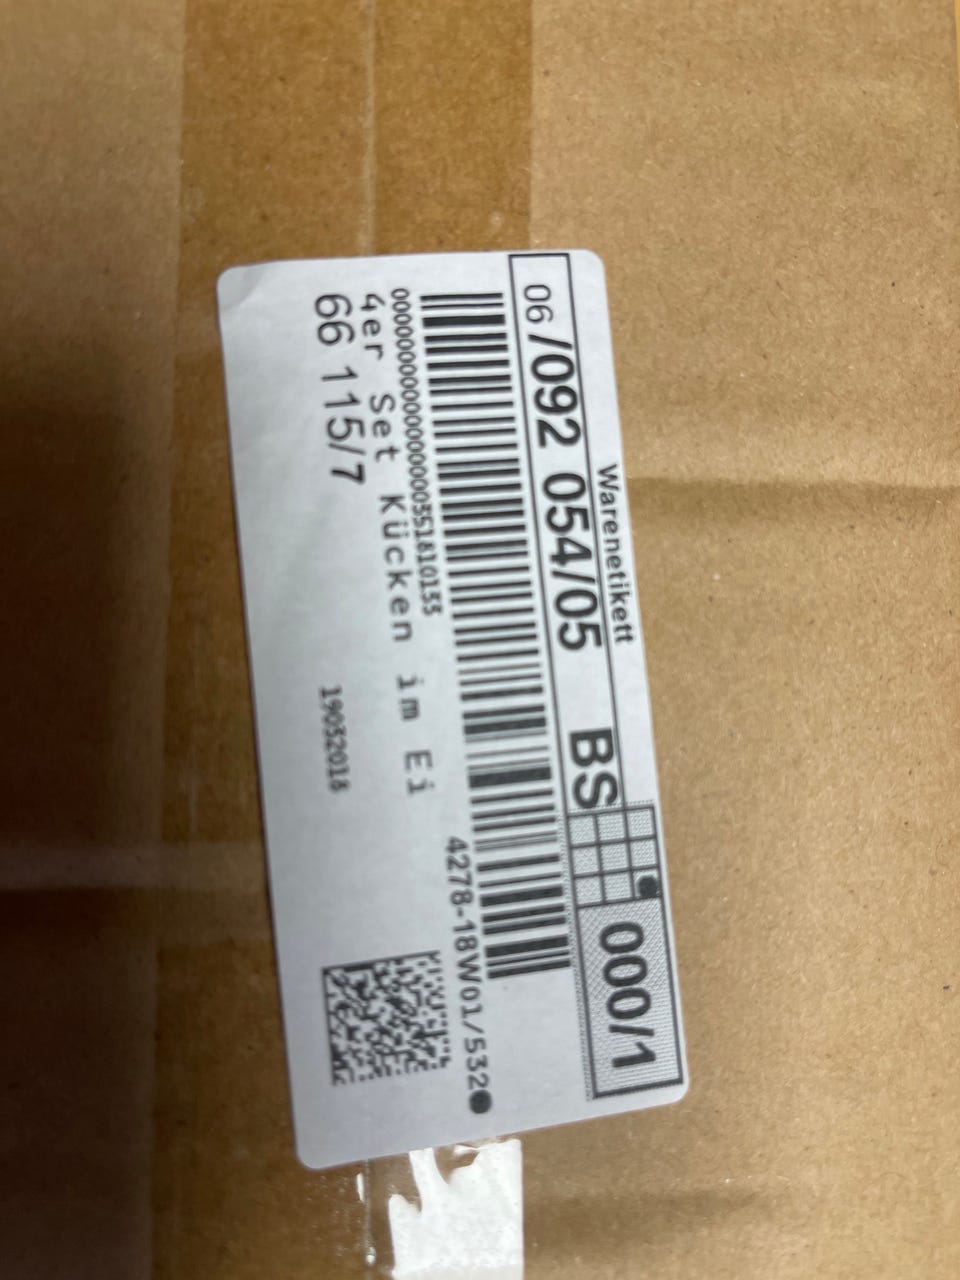 Warenetikett
06/092 054/05 BS 000/1
000000000000000000351810133
4er Set Kücken im Ei
4278-18W01/532
66 115/7
19032018